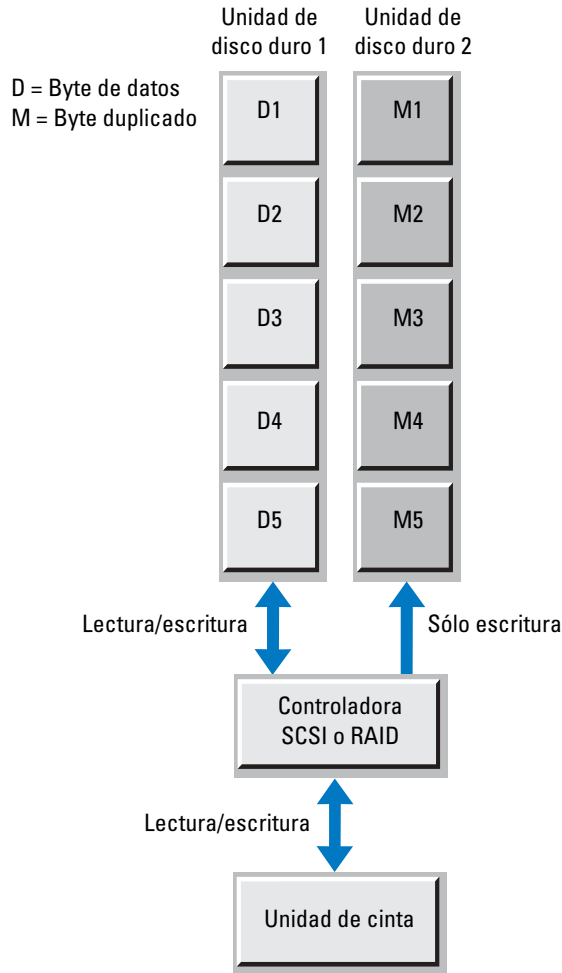 Unidad de
disco duro 1
Unidad de
disco duro 2
D = Byte de datos
M = Byte duplicado
D1
M1
D2
M2
D3
M3
D4
M4
D5
M5
Lectura/escritura
Sólo escritura
Controladora
SCSI o RAID
Lectura/escritura
Unidad de cinta